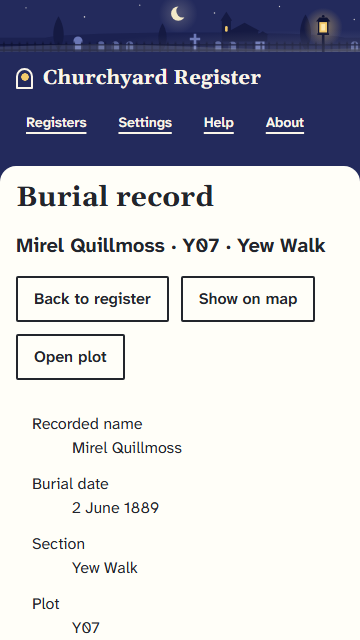 Churchyard Register
Registers Settings Help About
Burial record
Mirel Quillmoss · Y07 · Yew Walk
Back to register Show on map
Open plot
Recorded name
Mirel Quillmoss
Burial date
2 June 1889
Section
Yew Walk
Plot
Y07